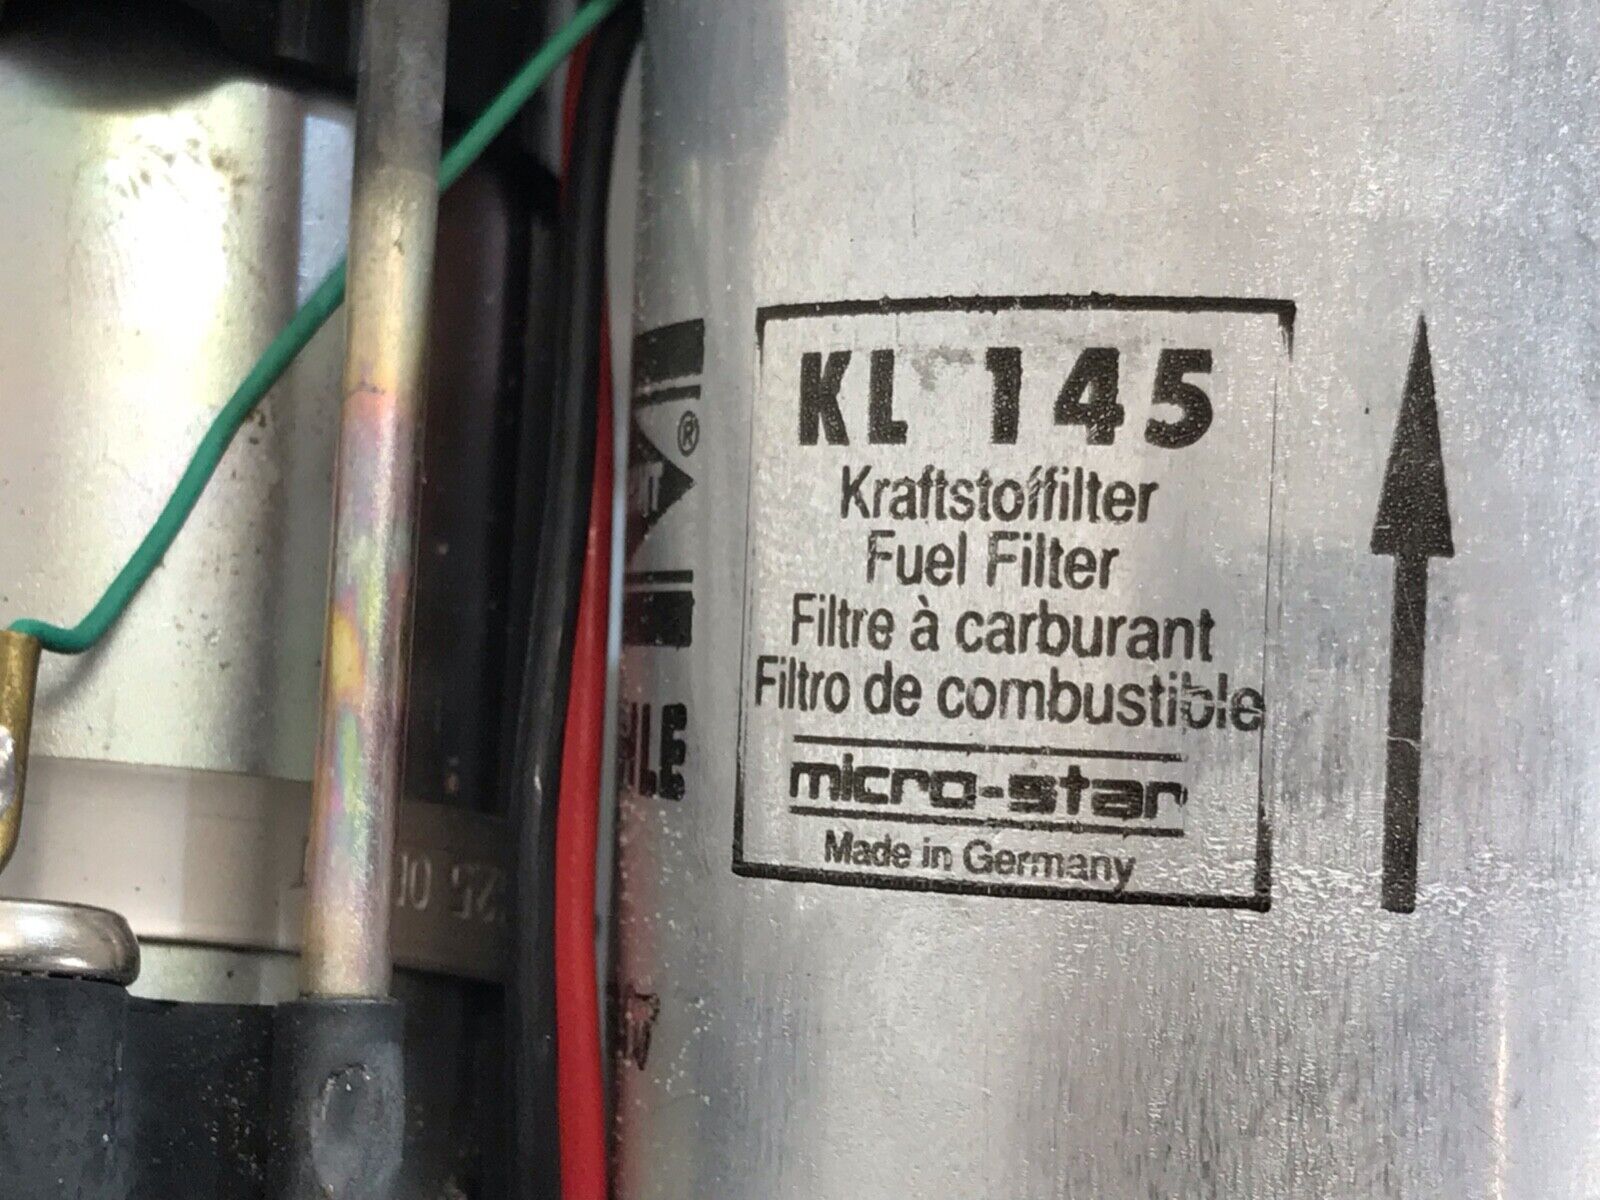 KL 145
Kraftstoffilter
Fuel Filter
Filtre à carburant
Filtro de combustible
micro-star
Made in Germany
®